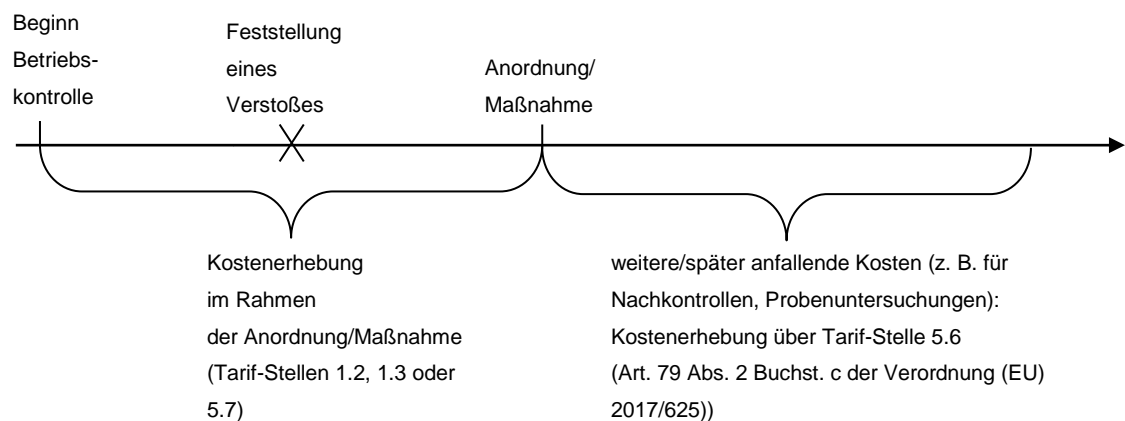 Beginn
Betriebs-
kontrolle
Feststellung
eines
Verstoßes
Anordnung/
Maßnahme
Kostenerhebung
im Rahmen
der Anordnung/Maßnahme
(Tarif-Stellen 1.2, 1.3 oder
5.7)
weitere/später anfallende Kosten (z. B. für
Nachkontrollen, Probenuntersuchungen):
Kostenerhebung über Tarif-Stelle 5.6
(Art. 79 Abs. 2 Buchst. c der Verordnung (EU)
2017/625))